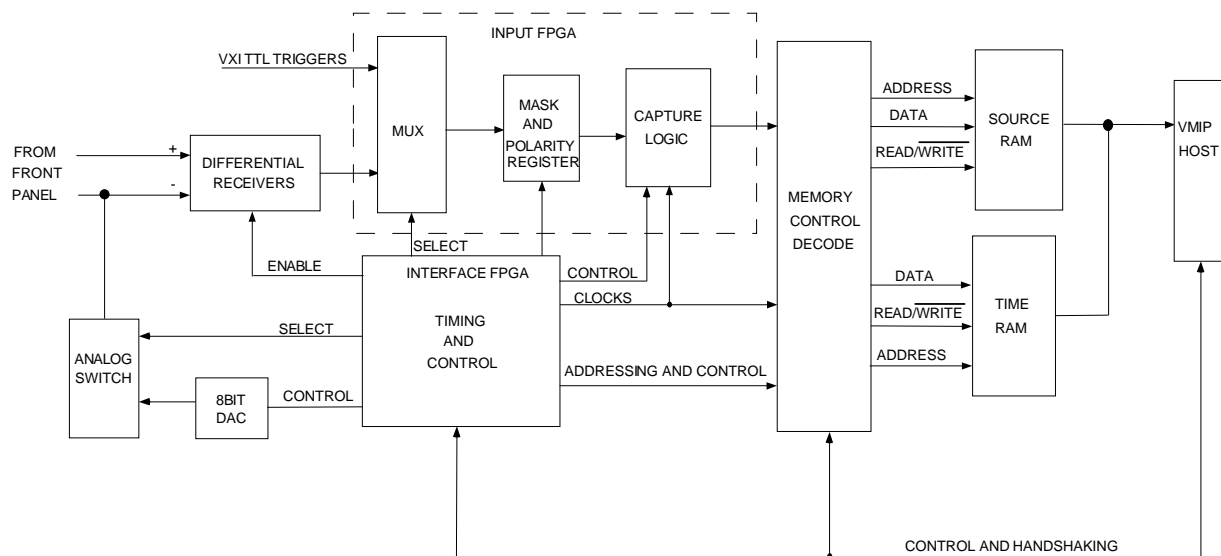 INPUT FPGA
VXI TTL TRIGGERS
MUX
MASK
AND
POLARITY
REGISTER
CAPTURE
LOGIC
FROM
FRONT
PANEL
+
-
DIFFERENTIAL
RECEIVERS
SELECT
ENABLE
INTERFACE FPGA
TIMING
AND
CONTROL
CONTROL
CLOCKS
SELECT
ANALOG
SWITCH
8BIT
DAC
CONTROL
ADDRESSING AND CONTROL
MEMORY
CONTROL
DECODE
ADDRESS
DATA
READ/WRITE
SOURCE
RAM
VMIP
HOST
DATA
READ/WRITE
ADDRESS
TIME
RAM
CONTROL AND HANDSHAKING